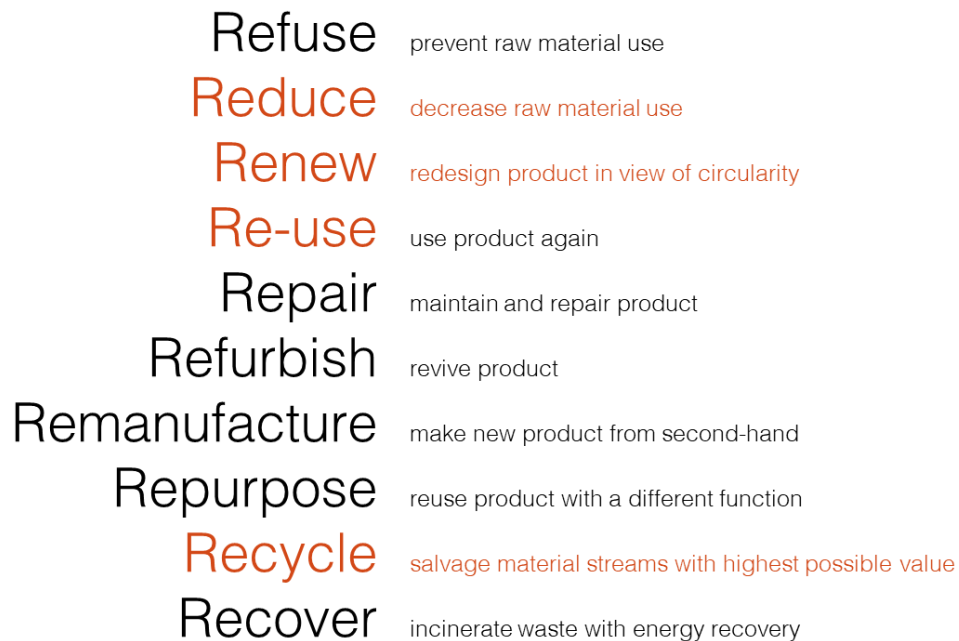 Refuse prevent raw material use
Reduce decrease raw material use
Renew redesign product in view of circularity
Re-use use product again
Repair maintain and repair product
Refurbish revive product
Remanufacture make new product from second-hand
Repurpose reuse product with a different function
Recycle salvage material streams with highest possible value
Recover incinerate waste with energy recovery